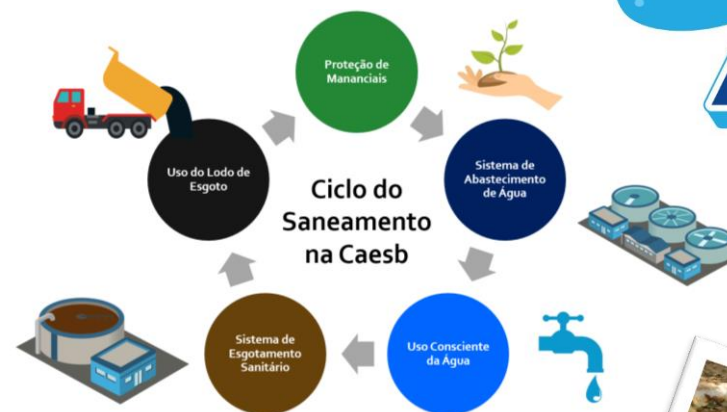 Proteção de
Mananciais
Sistema de
Abastecimento
de Água
Uso Consciente
da Água
Sistema de
Esgotamento
Sanitário
Uso do Lodo de
Esgoto
Ciclo do
Saneamento
na Caesb